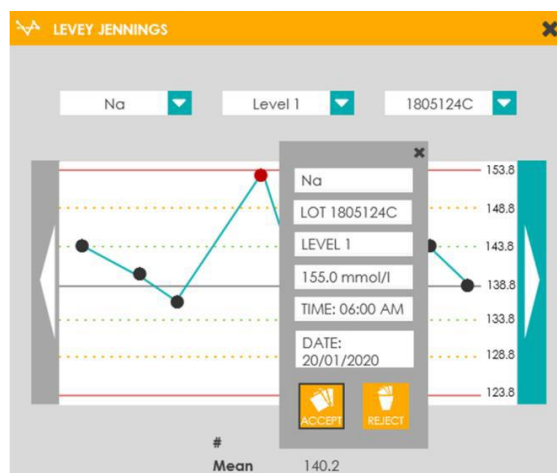 LEVEY JENNINGS
Na
Level 1
1805124C
Na
LOT 1805124C
LEVEL 1
155.0 mmol/l
TIME: 06:00 AM
DATE:
20/01/2020
ACCEPT
REJECT
153.8
148.8
143.8
138.8
133.8
128.8
123.8
#
Mean 140.2